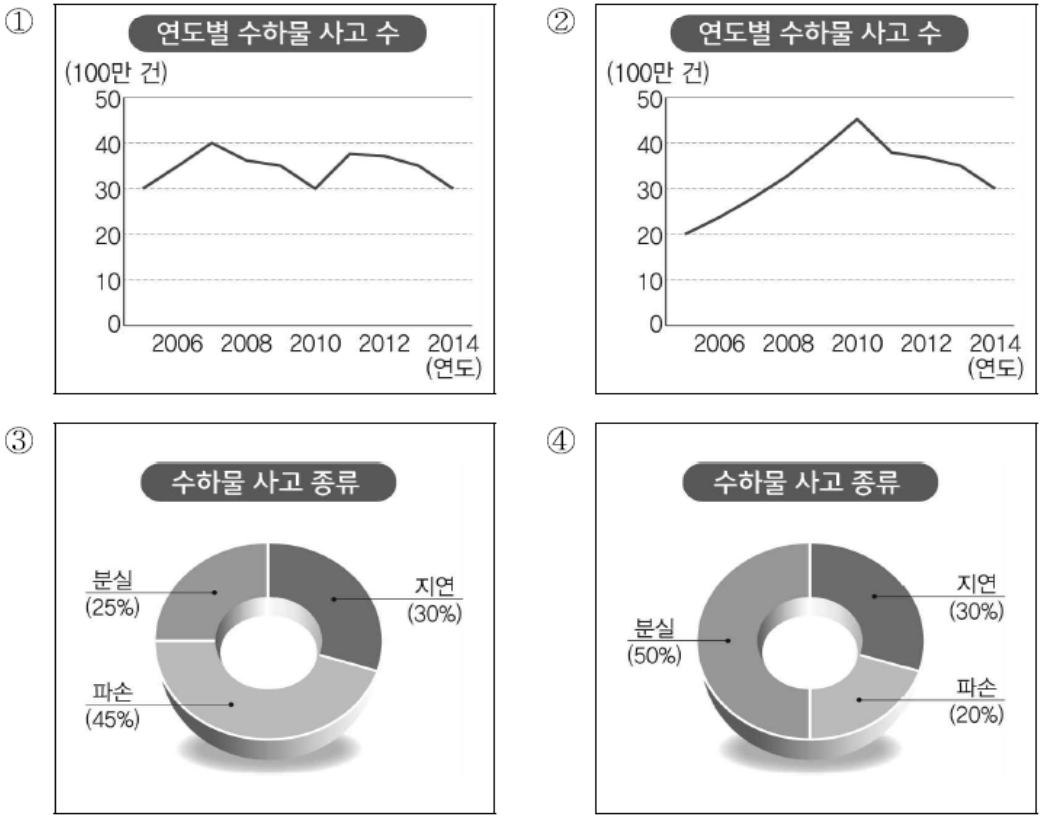 ①
연도별 수하물 사고 수
(100만 건)
50
40
30
20
10
0
2006 2008 2010 2012 2014
(연도)
②
연도별 수하물 사고 수
(100만 건)
50
40
30
20
10
0
2006 2008 2010 2012 2014
(연도)
③
수하물 사고 종류
분실
(25%)
지연
(30%)
파손
(45%)
④
수하물 사고 종류
지연
(30%)
분실
(50%)
파손
(20%)